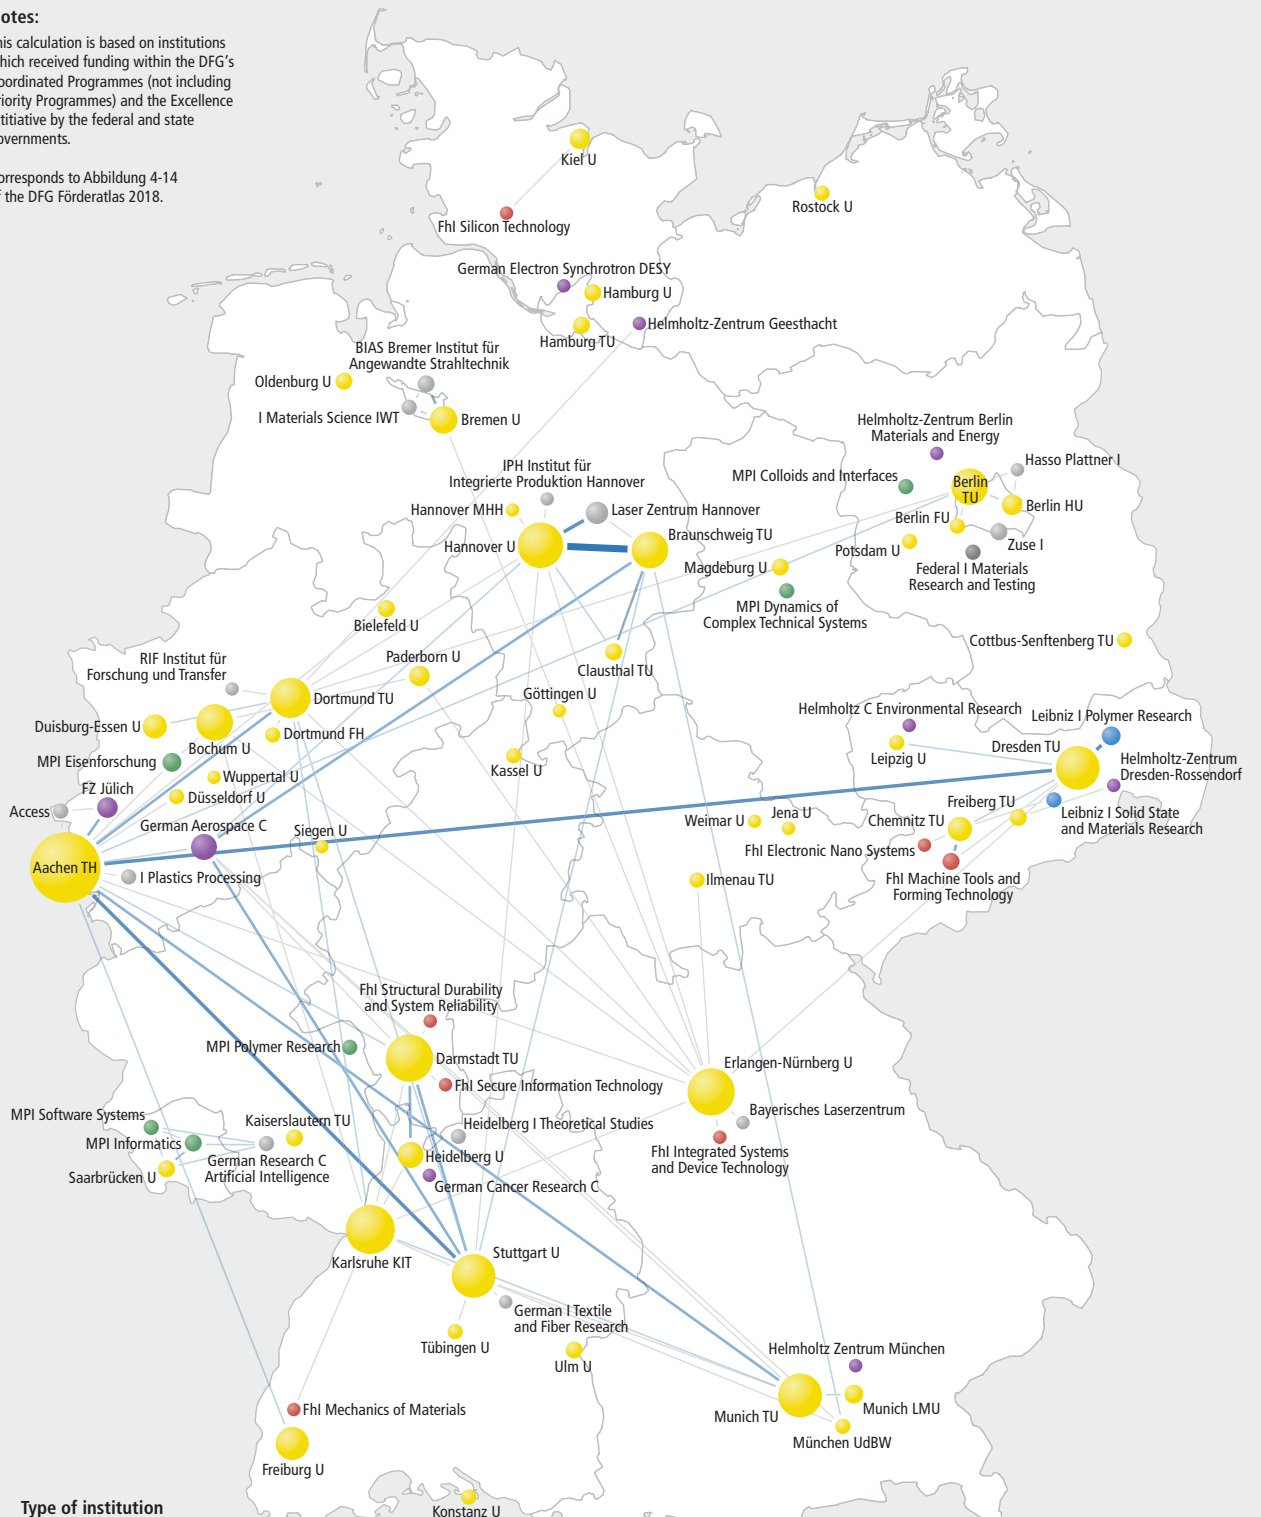 otes:
his calculation is based on institutions
hich received funding within the DFG's
oordinated Programmes (not including
riority Programmes) and the Excellence
ntitiative by the federal and state
overnments.
orresponds to Abbildung 4-14
f the DFG Förderatlas 2018.
Kiel U
Rostock U
FhI Silicon Technology
German Electron Synchrotron DESY
Hamburg U
Helmholtz-Zentrum Geesthacht
Hamburg TU
BIAS Bremer Institut für
Angewandte Strahltechnik
Oldenburg U
I Materials Science IWT
Bremen U
Helmholtz-Zentrum Berlin
Materials and Energy
Hasso Plattner I
IPH Institut für
Integrierte Produktion Hannover
MPI Colloids and Interfaces
Berlin
TU
Hannover MHH
Laser Zentrum Hannover
Berlin HU
Berlin FU
Braunschweig TU
Hannover U
Zuse I
Potsdam U
Magdeburg U
Federal I Materials
Research and Testing
MPI Dynamics of
Complex Technical Systems
Bielefeld U
Cottbus-Senftenberg TU
RIF Institut für
Forschung und Transfer
Paderborn U
Clausthal TU
Göttingen U
Dortmund TU
Helmholtz C Environmental Research
Leibniz I Polymer Research
Duisburg-Essen U
Bochum U
Dortmund FH
Dresden TU
Leipzig U
Helmholtz-Zentrum
Dresden-Rossendorf
MPI Eisenforschung
Kassel U
Wuppertal U
FZ Jülich
Düsseldorf U
Freiberg TU
Access
Leibniz I Solid State
and Materials Research
German Aerospace C
Siegen U
Weimar U
Jena U
Chemnitz TU
FhI Electronic Nano Systems
Aachen TH
I Plastics Processing
Ilmenau TU
FhI Machine Tools and
Forming Technology
FhI Structural Durability
and System Reliability
MPI Polymer Research
Darmstadt TU
Erlangen-Nürnberg U
FhI Secure Information Technology
Bayerisches Laserzentrum
MPI Software Systems
Kaiserslautern TU
Heidelberg I Theoretical Studies
MPI Informatics
German Research C
Artificial Intelligence
Heidelberg U
FhI Integrated Systems
and Device Technology
Saarbrücken U
German Cancer Research C
Karlsruhe KIT
Stuttgart U
German I Textile
and Fiber Research
Tübingen U
Ulm U
Helmholtz Zentrum München
Munich LMU
Munich TU
FhI Mechanics of Materials
München UdBW
Freiburg U
Type of institution
Konstanz U